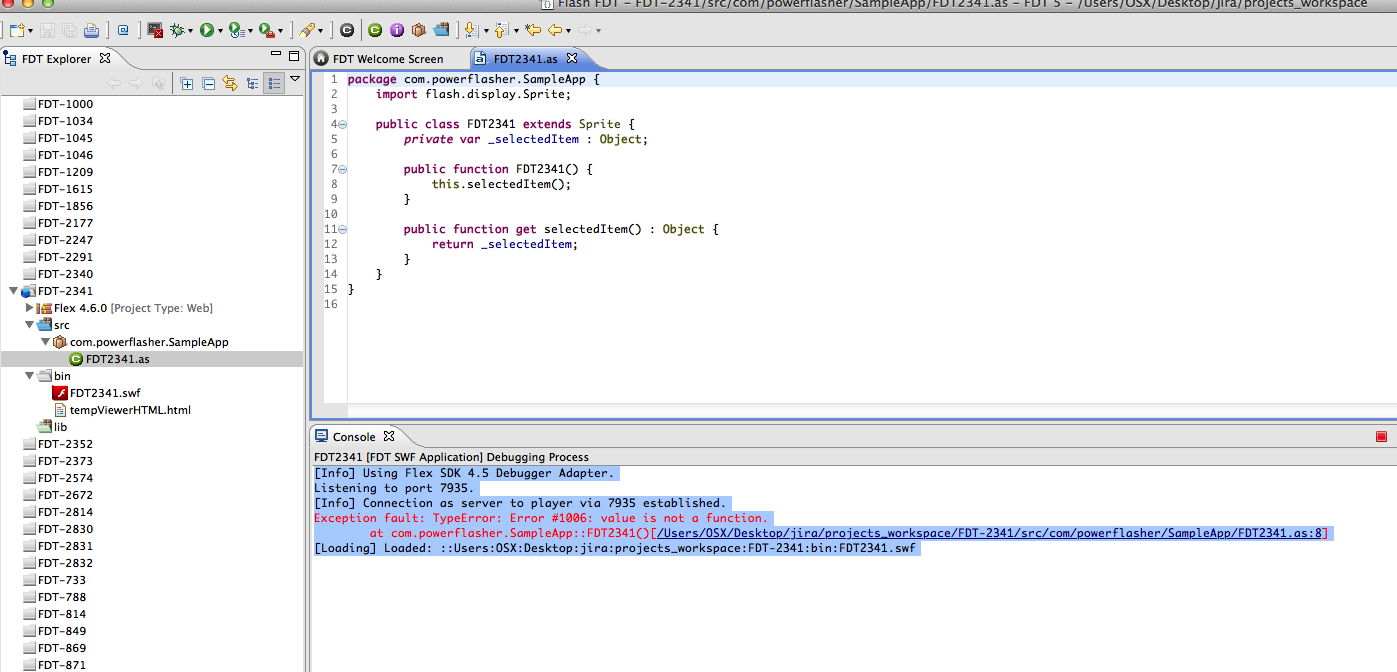 Flash FDT - FDT-2341/src/com/powerflasher/SampleApp/FDT2341.as - FDT 5 - /Users/OSX/Desktop/jira/projects_workspace
FDT Explorer
FDT-1000
FDT-1034
FDT-1045
FDT-1046
FDT-1209
FDT-1615
FDT-1856
FDT-2177
FDT-2247
FDT-2291
FDT-2340
FDT-2341
Flex 4.6.0 [Project Type: Web]
src
com.powerflasher.SampleApp
FDT2341.as
bin
FDT2341.swf
tempViewerHTML.html
lib
FDT-2352
FDT-2373
FDT-2574
FDT-2672
FDT-2814
FDT-2830
FDT-2831
FDT-2832
FDT-733
FDT-788
FDT-814
FDT-849
FDT-869
FDT-871
FDT Welcome Screen
FDT2341.as
1 package com.powerflasher.SampleApp {
2 import flash.display.Sprite;
3
4 public class FDT2341 extends Sprite {
5 private var _selectedItem : Object;
6
7 public function FDT2341() {
8 this.selectedItem();
9 }
10
11 public function get selectedItem() : Object {
12 return _selectedItem;
13 }
14 }
15 }
16
Console
FDT2341 [FDT SWF Application] Debugging Process
[Info] Using Flex SDK 4.5 Debugger Adapter.
Listening to port 7935.
[Info] Connection as server to player via 7935 established.
Exception fault: TypeError: Error #1006: value is not a function.
at com.powerflasher.SampleApp::FDT2341()[/Users/OSX/Desktop/jira/projects_workspace/FDT-2341/src/com/powerflasher/SampleApp/FDT2341.as:8]
[Loading] Loaded: ::Users:OSX:Desktop:jira:projects_workspace:FDT-2341:bin:FDT2341.swf